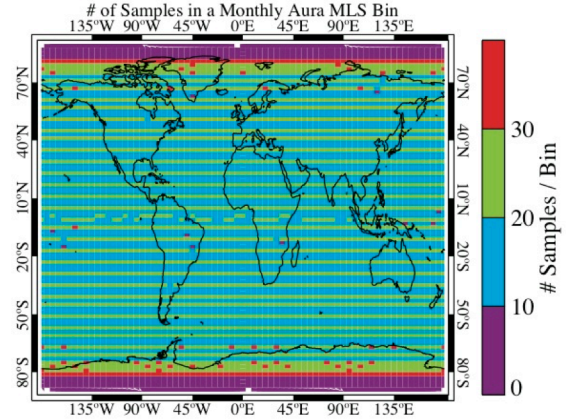 # of Samples in a Monthly Aura MLS Bin
135°W 90°W 45°W 0°E 45°E 90°E 135°E
70°N 70°N
40°N 40°N
10°N 10°N
20°S 20°S
50°S 50°S
80°S 80°S
135°W 90°W 45°W 0°E 45°E 90°E 135°E
30
20
10
0
# Samples / Bin